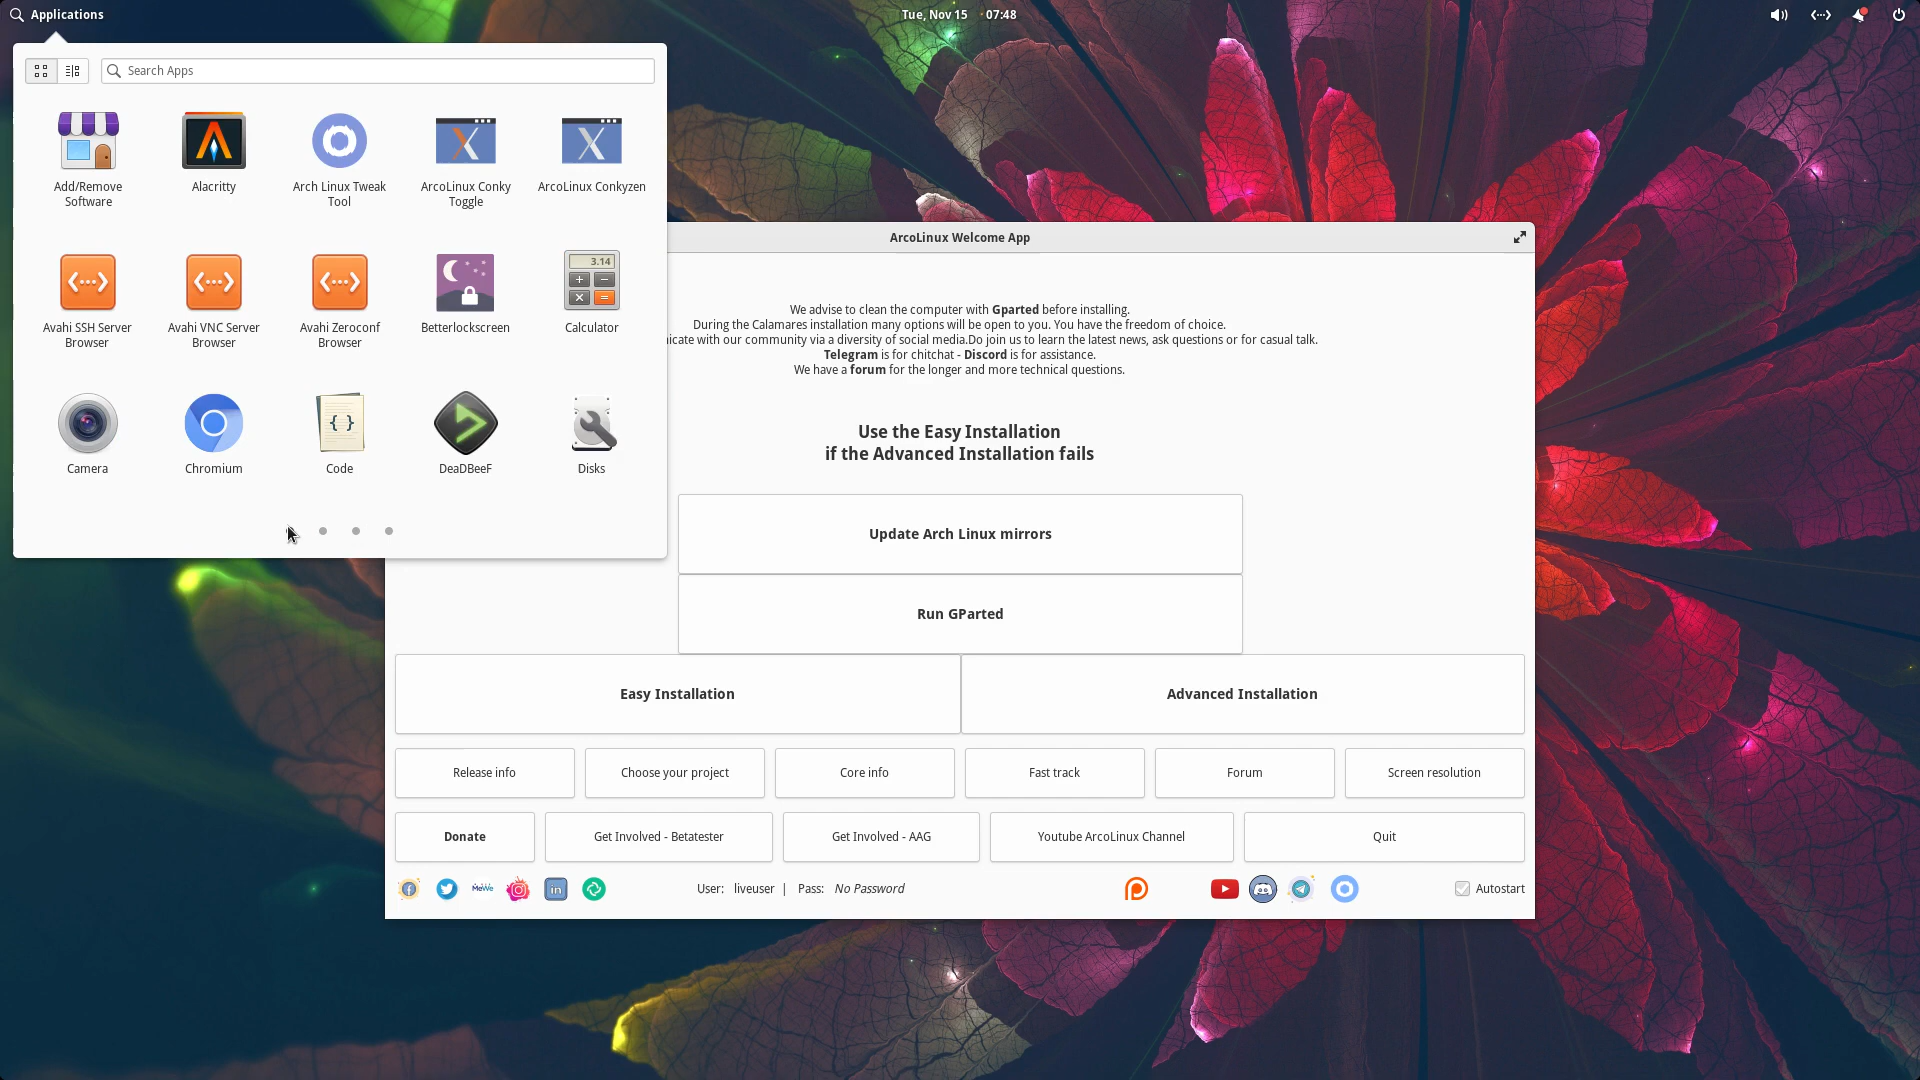 Applications
Tue, Nov 15 07:48
Search Apps
Add/Remove
Software
Alacritty
Arch Linux Tweak
Tool
ArcoLinux Conky
Toggle
ArcoLinux Conkyzen
3.14
Avahi SSH Server
Browser
Avahi VNC Server
Browser
Avahi Zeroconf
Browser
Betterlockscreen
Calculator
Camera
Chromium
Code
DeaDBeeF
Disks
ArcoLinux Welcome App
We advise to clean the computer with Gparted before installing.
During the Calamares installation many options will be open to you. You have the freedom of choice.
with our community via a diversity of social media.Do join us to learn the latest news, ask questions or for casual talk.
Telegram is for chitchat - Discord is for assistance.
We have a forum for the longer and more technical questions.
Use the Easy Installation
if the Advanced Installation fails
Update Arch Linux mirrors
Run GParted
Easy Installation
Advanced Installation
Release info
Choose your project
Core info
Fast track
Forum
Screen resolution
Donate
Get Involved - Betatester
Get Involved - AAG
Youtube ArcoLinux Channel
Quit
MeWe
in
User: liveuser | Pass: No Password
Autostart